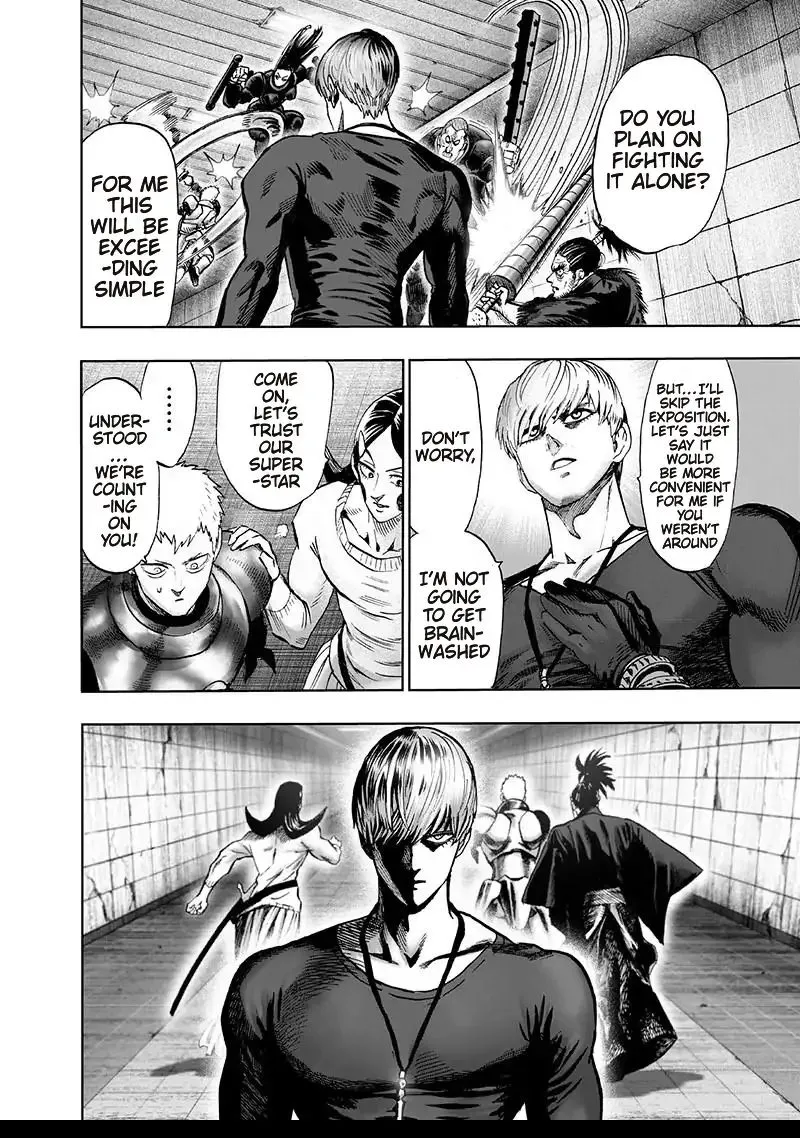 DO YOU
PLAN ON
FIGHTING
IT ALONE?
FOR ME
THIS
WILL BE
EXCEE
-DING
SIMPLE
BUT...I'LL
SKIP THE
EXPOSITION.
LET'S JUST
SAY IT
WOULD
BE MORE
CONVENIENT
FOR ME IF
YOU
WEREN'T
AROUND
DON'T
WORRY,
I'M NOT
GOING
TO GET
BRAIN-
WASHED
COME
ON,
LET'S
TRUST
OUR
SUPER
-STAR
......
UNDER-
STOOD
...
WE'RE
COUNT
-ING
ON
YOU!